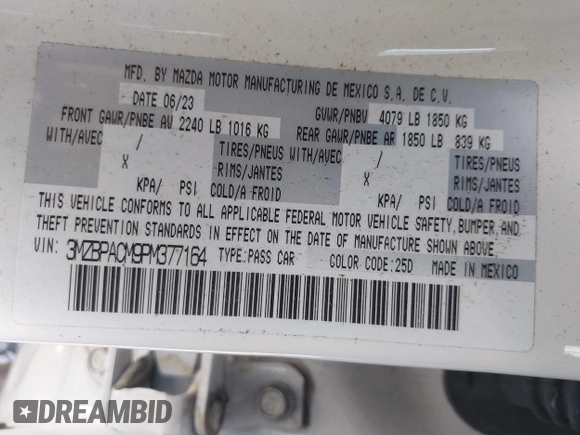 MFD. BY MAZDA MOTOR MANUFACTURING DE MEXICO S.A. DE C.V.
DATE 06/23 GVWR/PNBV 4079 LB 1850 KG
FRONT GAWR/PNBE AV 2240 LB 1016 KG REAR GAWR/PNBE AR 1850 LB 839 KG
WITH/AVEC / TIRES/PNEUS WITH/AVEC / TIRES/PNEUS
X RIMS/JANTES X RIMS/JANTES
KPA/ PSI COLD/A FROID KPA/ PSI COLD/A FROID
THIS VEHICLE CONFORMS TO ALL APPLICABLE FEDERAL MOTOR VEHICLE SAFETY, BUMPER, AND
THEFT PREVENTION STANDARDS IN EFFECT ON THE DATE OF MANUFACTURE SHOWN ABOVE.
VIN: 3MZBPACM9PM377164 TYPE:PASS CAR COLOR CODE:25D MADE IN MEXICO
DREAMBID